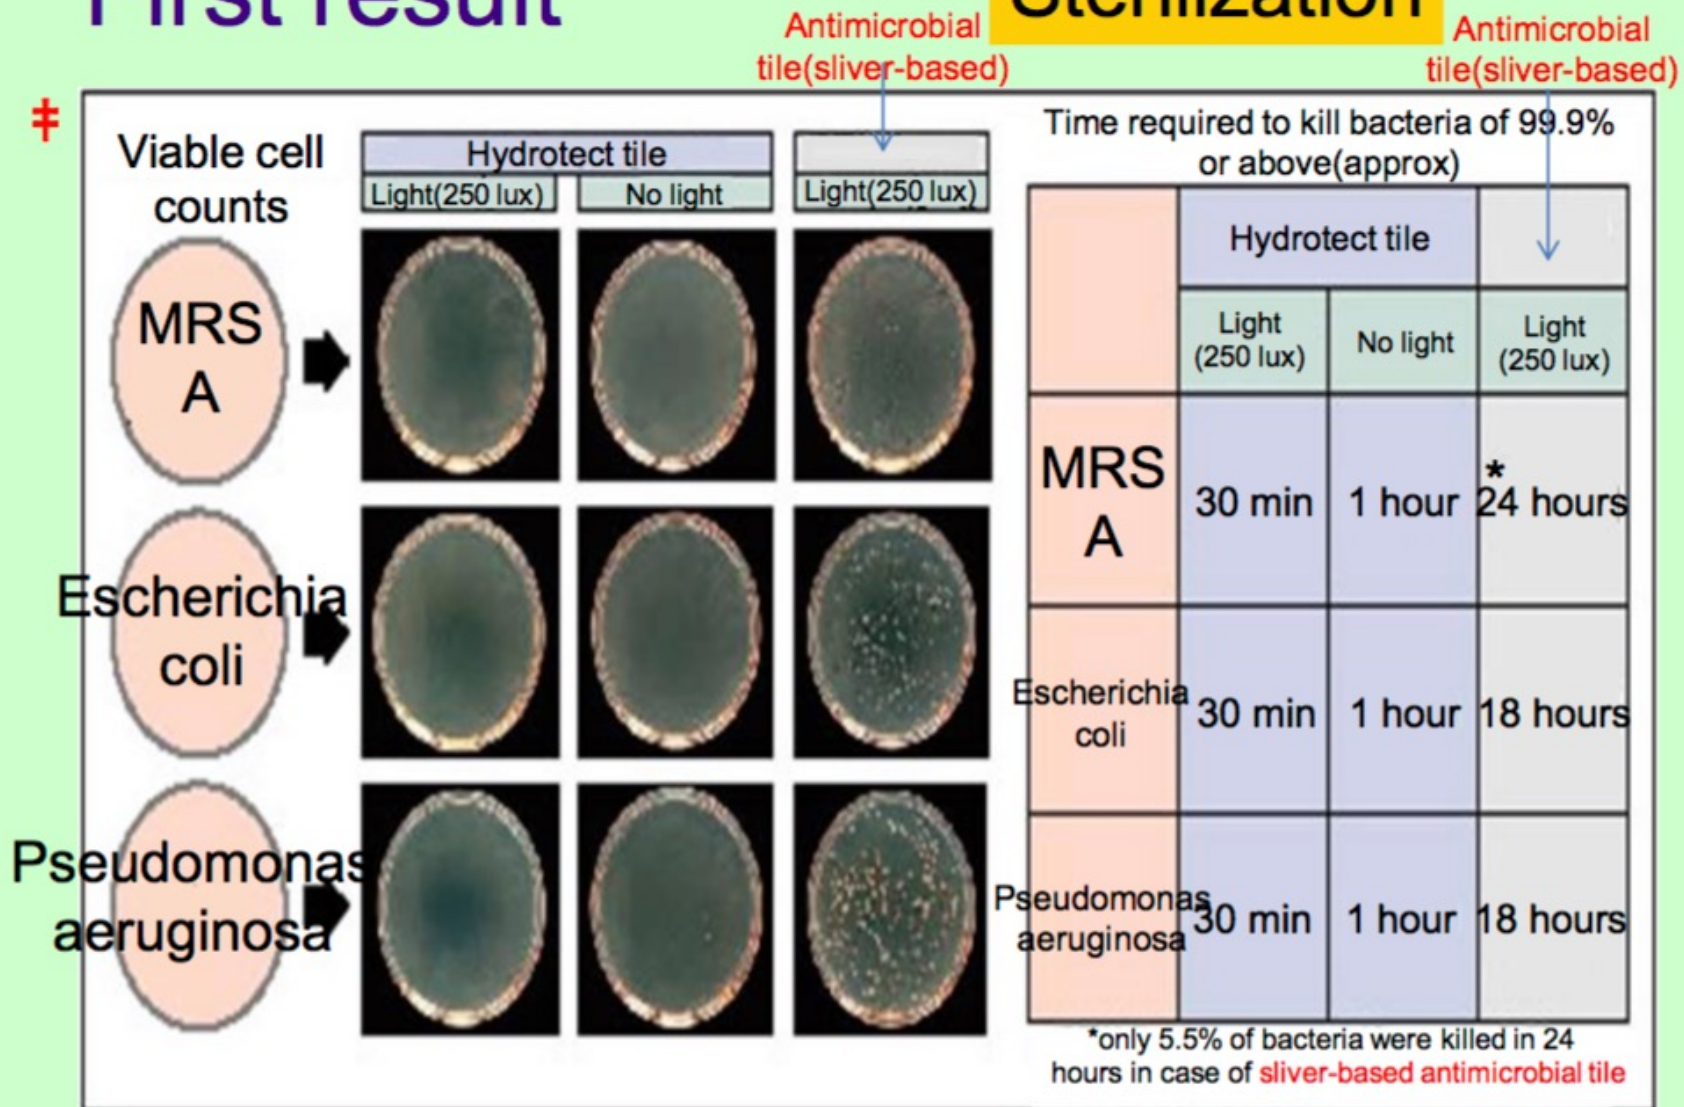 First result
Sterilization
Antimicrobial
tile(sliver-based)
Antimicrobial
tile(sliver-based)
‡
Viable cell
counts
Hydrotect tile
Light(250 lux)
No light
Light(250 lux)
MRS
A
Escherichia
coli
Pseudomonas
aeruginosa
Time required to kill bacteria of 99.9%
or above(approx)
Hydrotect tile
Light
(250 lux)
No light
Light
(250 lux)
MRS
A
30 min
1 hour
*
24 hours
Escherichia
coli
30 min
1 hour
18 hours
Pseudomonas
aeruginosa
30 min
1 hour
18 hours
*only 5.5% of bacteria were killed in 24
hours in case of sliver-based antimicrobial tile